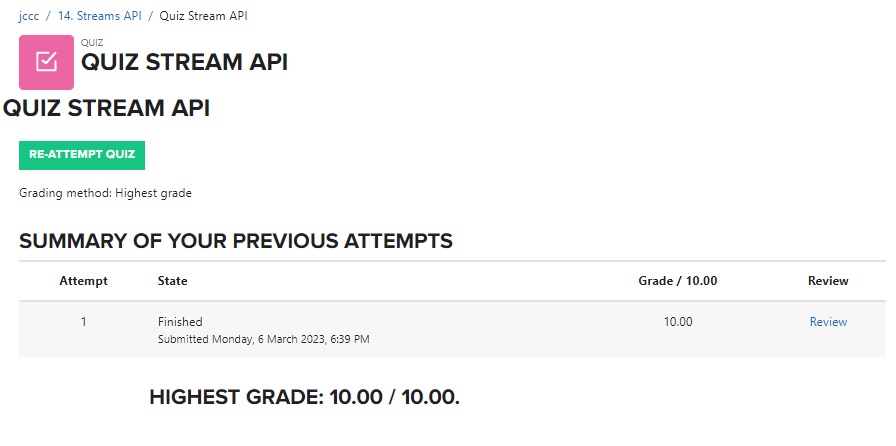 jccc / 14. Streams API / Quiz Stream API
QUIZ
QUIZ STREAM API
QUIZ STREAM API
RE-ATTEMPT QUIZ
Grading method: Highest grade
SUMMARY OF YOUR PREVIOUS ATTEMPTS
Attempt State Grade / 10.00 Review
1 Finished 10.00 Review
Submitted Monday, 6 March 2023, 6:39 PM
HIGHEST GRADE: 10.00 / 10.00.